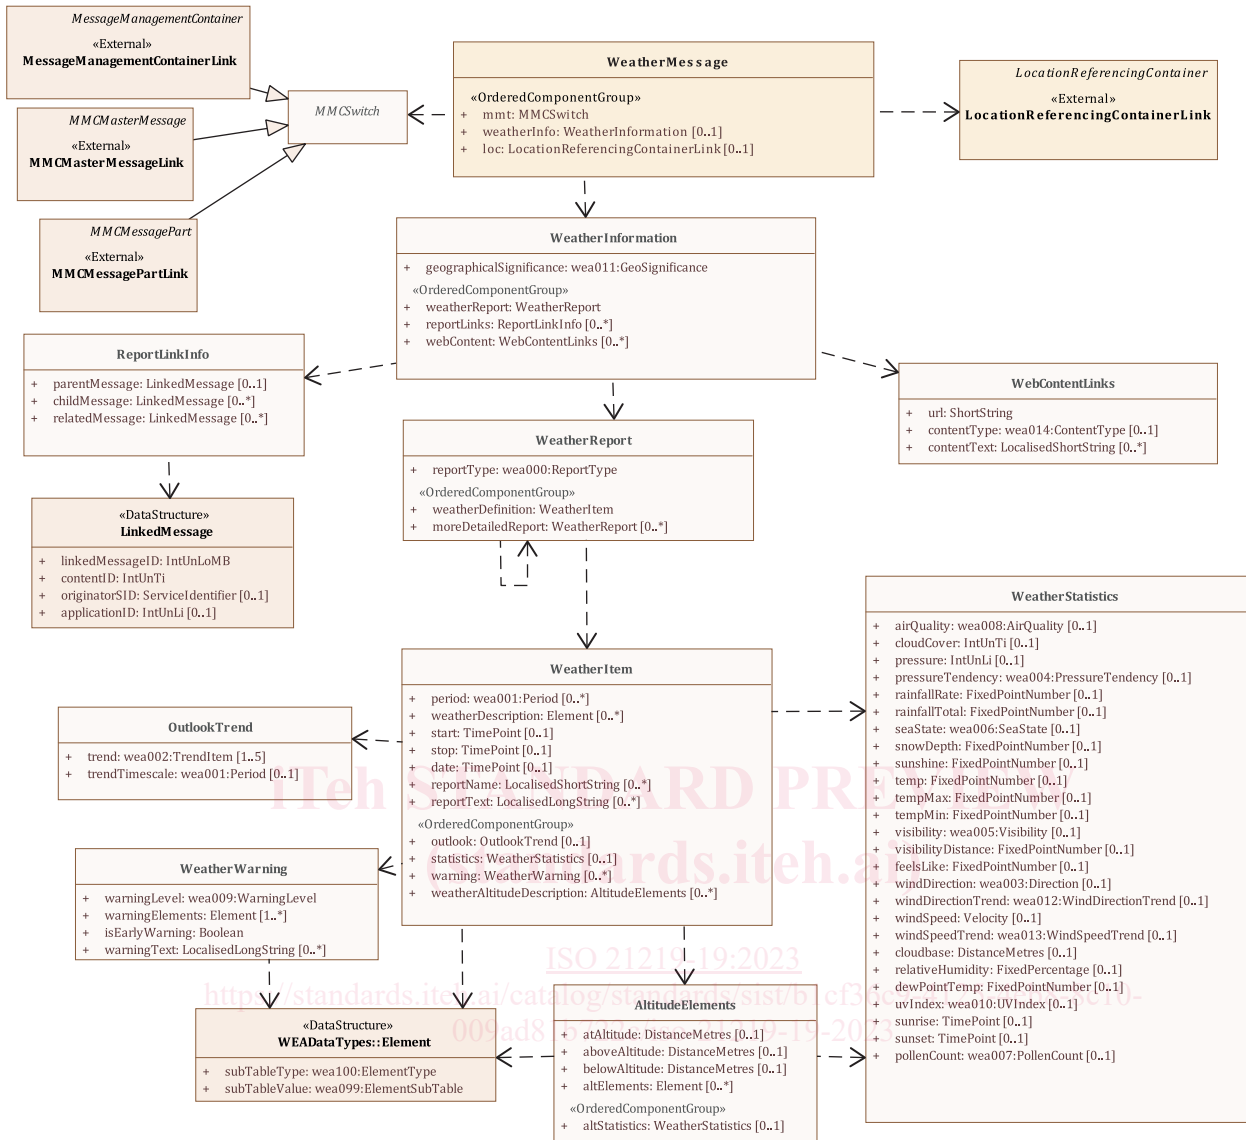 MessageManagementContainer
«External»
MessageManagementContainerLink
MMCMasterMessage
«External»
MMCMasterMessageLink
MMCMessagePart
«External»
MMCMessagePartLink
MMCSwitch
WeatherMessage
«OrderedComponentGroup»
+ mmt: MMCSwitch
+ weatherInfo: WeatherInformation [0..1]
+ loc: LocationReferencingContainerLink [0..1]
LocationReferencingContainer
«External»
LocationReferencingContainerLink
WeatherInformation
+ geographicalSignificance: wea011:GeoSignificance
«OrderedComponentGroup»
+ weatherReport: WeatherReport
+ reportLinks: ReportLinkInfo [0..*]
+ webContent: WebContentLinks [0..*]
ReportLinkInfo
+ parentMessage: LinkedMessage [0..1]
+ childMessage: LinkedMessage [0..*]
+ relatedMessage: LinkedMessage [0..*]
WebContentLinks
+ url: ShortString
+ contentType: wea014:ContentType [0..1]
+ contentText: LocalisedShortString [0..*]
WeatherReport
+ reportType: wea000:ReportType
«OrderedComponentGroup»
+ weatherDefinition: WeatherItem
+ moreDetailedReport: WeatherReport [0..*]
«DataStructure»
LinkedMessage
+ linkedMessageID: IntUnLoMB
+ contentID: IntUnTi
+ originatorSID: ServiceIdentifier [0..1]
+ applicationID: IntUnLi [0..1]
WeatherStatistics
+ airQuality: wea008:AirQuality [0..1]
+ cloudCover: IntUnTi [0..1]
+ pressure: IntUnLi [0..1]
+ pressureTendency: wea004:PressureTendency [0..1]
+ rainfallRate: FixedPointNumber [0..1]
+ rainfallTotal: FixedPointNumber [0..1]
+ seaState: wea006:SeaState [0..1]
+ snowDepth: FixedPointNumber [0..1]
+ sunshine: FixedPointNumber [0..1]
+ temp: FixedPointNumber [0..1]
+ tempMax: FixedPointNumber [0..1]
+ tempMin: FixedPointNumber [0..1]
+ visibility: wea005:Visibility [0..1]
+ visibilityDistance: FixedPointNumber [0..1]
+ feelsLike: FixedPointNumber [0..1]
+ windDirection: wea003:Direction [0..1]
+ windDirectionTrend: wea012:WindDirectionTrend [0..1]
+ windSpeed: Velocity [0..1]
+ windSpeedTrend: wea013:WindSpeedTrend [0..1]
+ cloudbase: DistanceMetres [0..1]
+ relativeHumidity: FixedPercentage [0..1]
+ dewPointTemp: FixedPointNumber [0..1]
+ uvIndex: wea010:UVIndex [0..1]
+ sunrise: TimePoint [0..1]
+ sunset: TimePoint [0..1]
+ pollenCount: wea007:PollenCount [0..1]
WeatherItem
+ period: wea001:Period [0..*]
+ weatherDescription: Element [0..*]
+ start: TimePoint [0..1]
+ stop: TimePoint [0..1]
+ date: TimePoint [0..1]
+ reportName: LocalisedShortString [0..*]
+ reportText: LocalisedLongString [0..*]
«OrderedComponentGroup»
+ outlook: OutlookTrend [0..1]
+ statistics: WeatherStatistics [0..1]
+ warning: WeatherWarning [0..*]
+ weatherAltitudeDescription: AltitudeElements [0..*]
OutlookTrend
+ trend: wea002:TrendItem [1..5]
+ trendTimescale: wea001:Period [0..1]
WeatherWarning
+ warningLevel: wea009:WarningLevel
+ warningElements: Element [1..*]
+ isEarlyWarning: Boolean
+ warningText: LocalisedLongString [0..*]
«DataStructure»
WEADataTypes::Element
+ subTableType: wea100:ElementType
+ subTableValue: wea099:ElementSubTable
AltitudeElements
+ atAltitude: DistanceMetres [0..1]
+ aboveAltitude: DistanceMetres [0..1]
+ belowAltitude: DistanceMetres [0..1]
+ altElements: Element [0..*]
«OrderedComponentGroup»
+ altStatistics: WeatherStatistics [0..1]
iTeh STANDARD PREVIEW
(standards.iteh.ai)
ISO 21219-19:2023